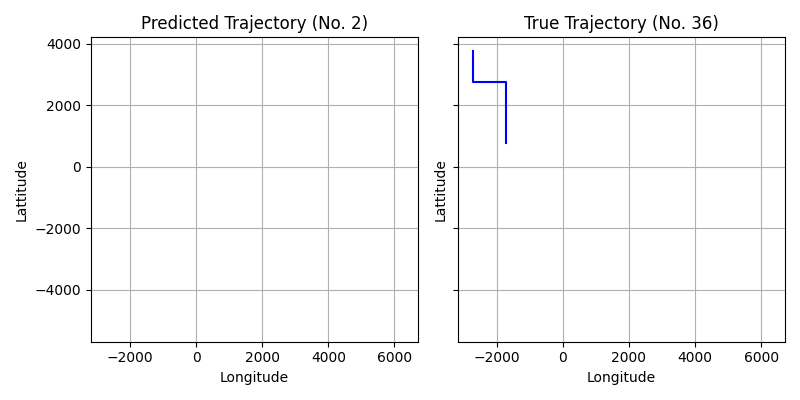 Predicted Trajectory (No. 2)
True Trajectory (No. 36)
4000
2000
0
−2000
−4000
Lattitude
Lattitude
−2000 0 2000 4000 6000
−2000 0 2000 4000 6000
Longitude
Longitude